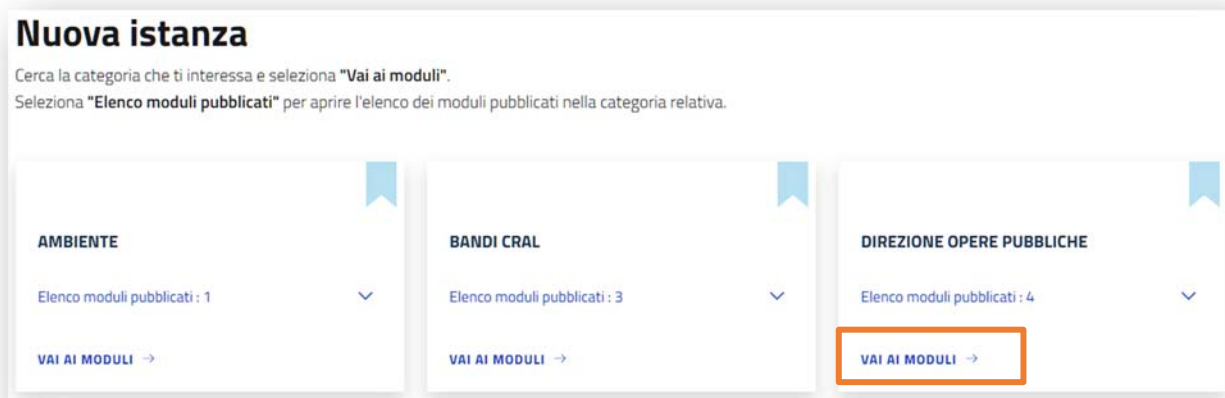 Nuova istanza
Cerca la categoria che ti interessa e seleziona "Vai ai moduli".
Seleziona "Elenco moduli pubblicati" per aprire l'elenco dei moduli pubblicati nella categoria relativa.
AMBIENTE
Elenco moduli pubblicati : 1
VAI AI MODULI →
BANDI CRAL
Elenco moduli pubblicati : 3
VAI AI MODULI →
DIREZIONE OPERE PUBBLICHE
Elenco moduli pubblicati : 4
VAI AI MODULI →